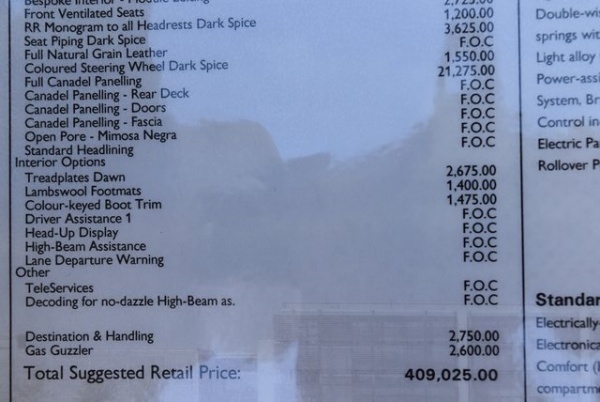 Front Ventilated Seats 1,200.00
RR Monogram to all Headrests Dark Spice 3,625.00
Seat Piping Dark Spice F.O.C
Full Natural Grain Leather 1,550.00
Coloured Steering Wheel Dark Spice 21,275.00
Full Canadel Panelling F.O.C
Canadel Panelling - Rear Deck F.O.C
Canadel Panelling - Doors F.O.C
Canadel Panelling - Fascia F.O.C
Open Pore - Mimosa Negra F.O.C
Standard Headlining
Interior Options
Treadplates Dawn 2,675.00
Lambswool Footmats 1,400.00
Colour-keyed Boot Trim 1,475.00
Driver Assistance 1 F.O.C
Head-Up Display F.O.C
High-Beam Assistance F.O.C
Lane Departure Warning F.O.C
Other
TeleServices F.O.C
Decoding for no-dazzle High-Beam as. F.O.C
Destination & Handling 2,750.00
Gas Guzzler 2,600.00
Total Suggested Retail Price: 409,025.00
Double-wis
springs wit
Light alloy
Power-assi
System, Br
Control in
Electric Pa
Rollover P
Standar
Electrically
Electronica
Comfort (
compartm